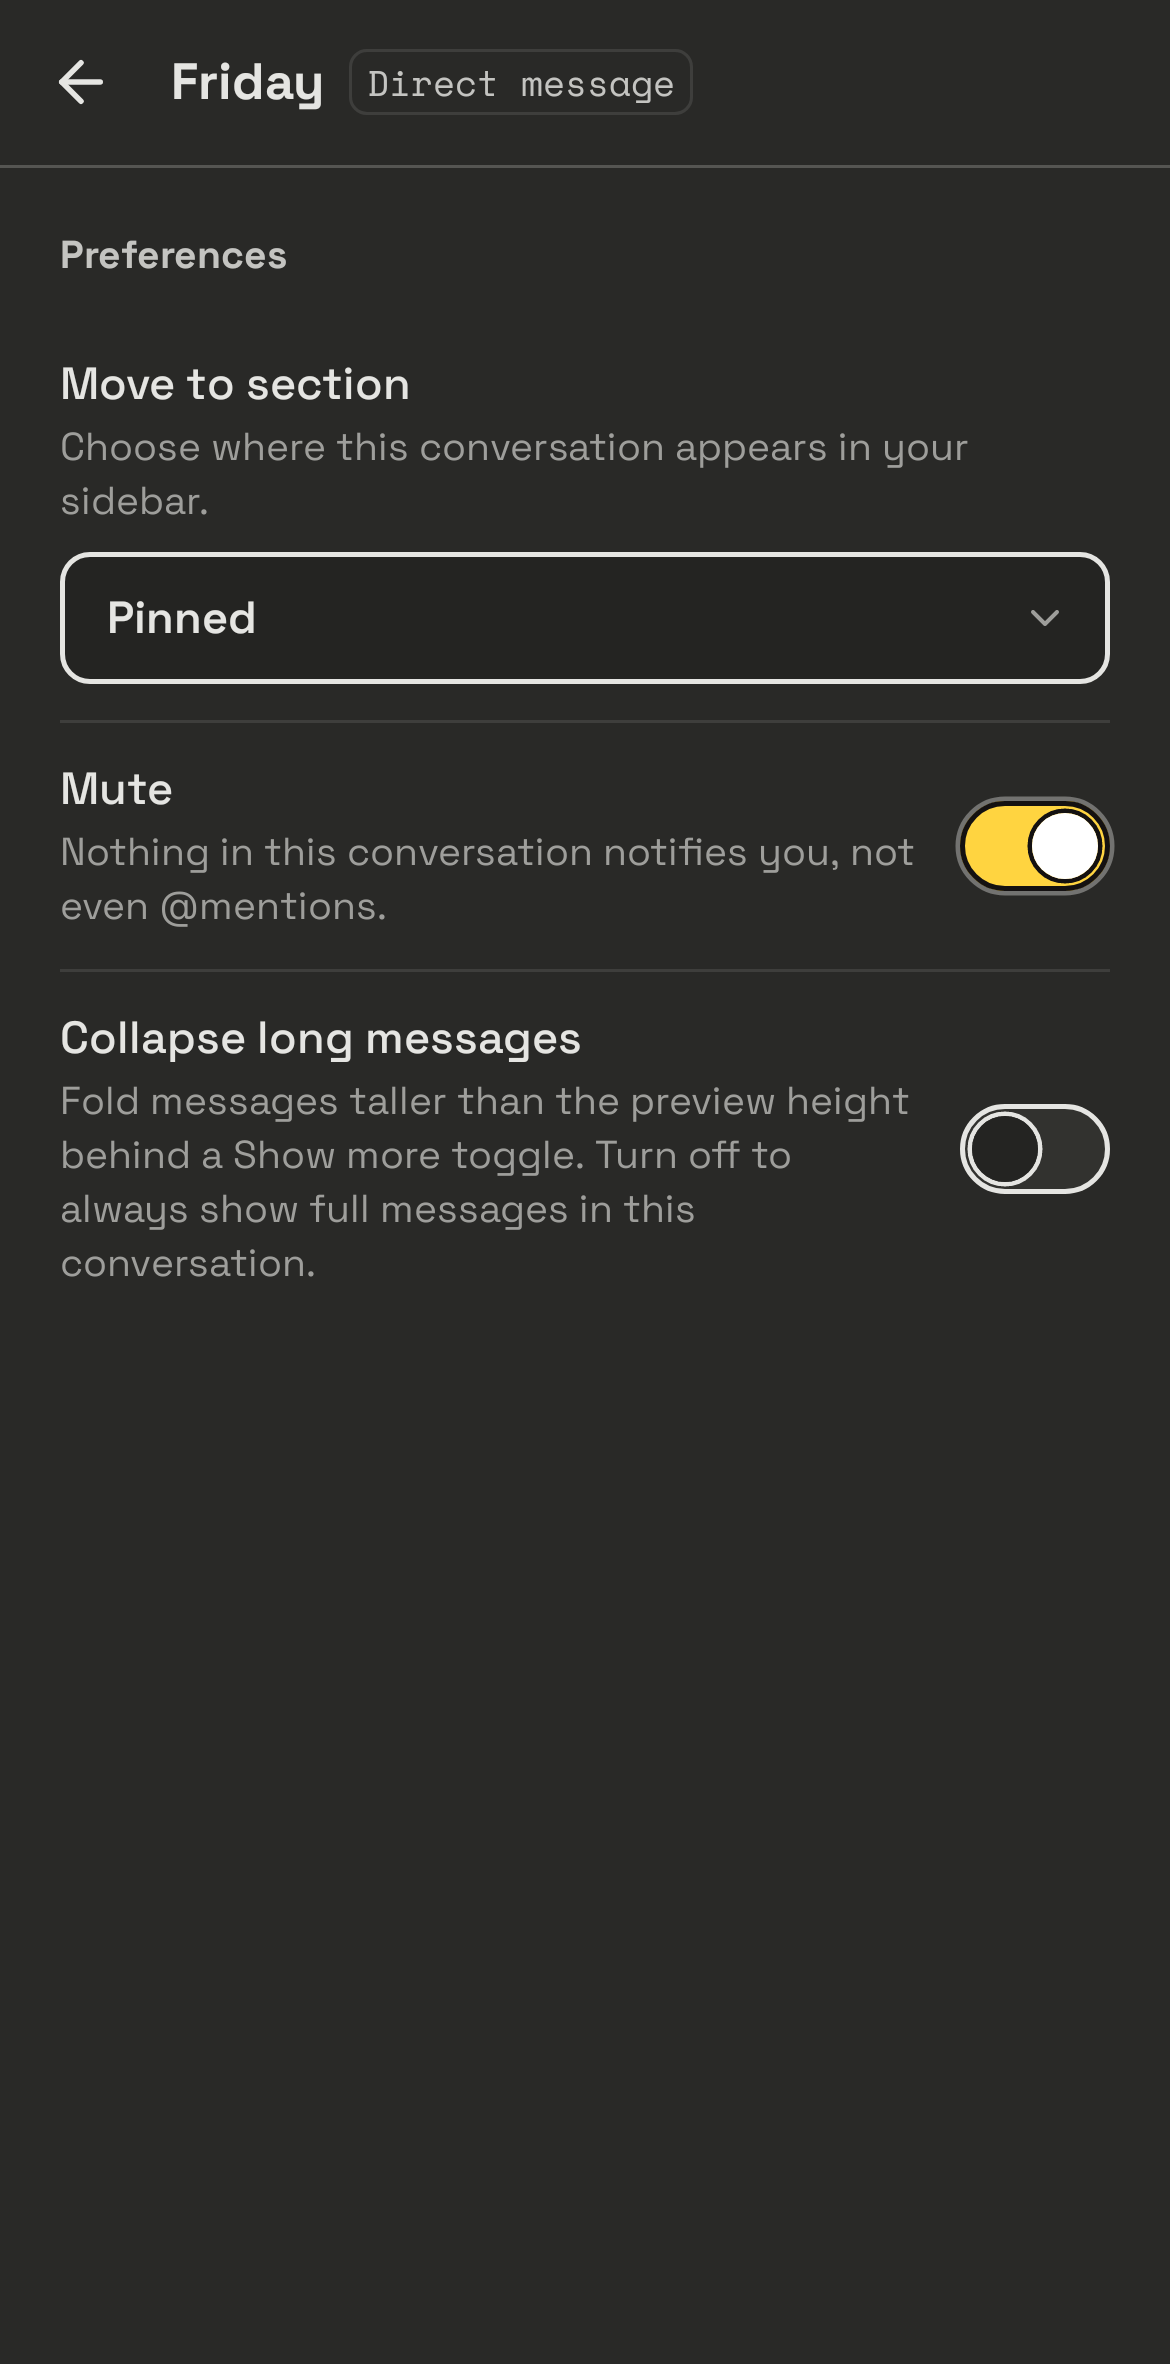 Friday
Direct message
Preferences
Move to section
Choose where this conversation appears in your
sidebar.
Pinned
Mute
Nothing in this conversation notifies you, not
even @mentions.
Collapse long messages
Fold messages taller than the preview height
behind a Show more toggle. Turn off to
always show full messages in this
conversation.